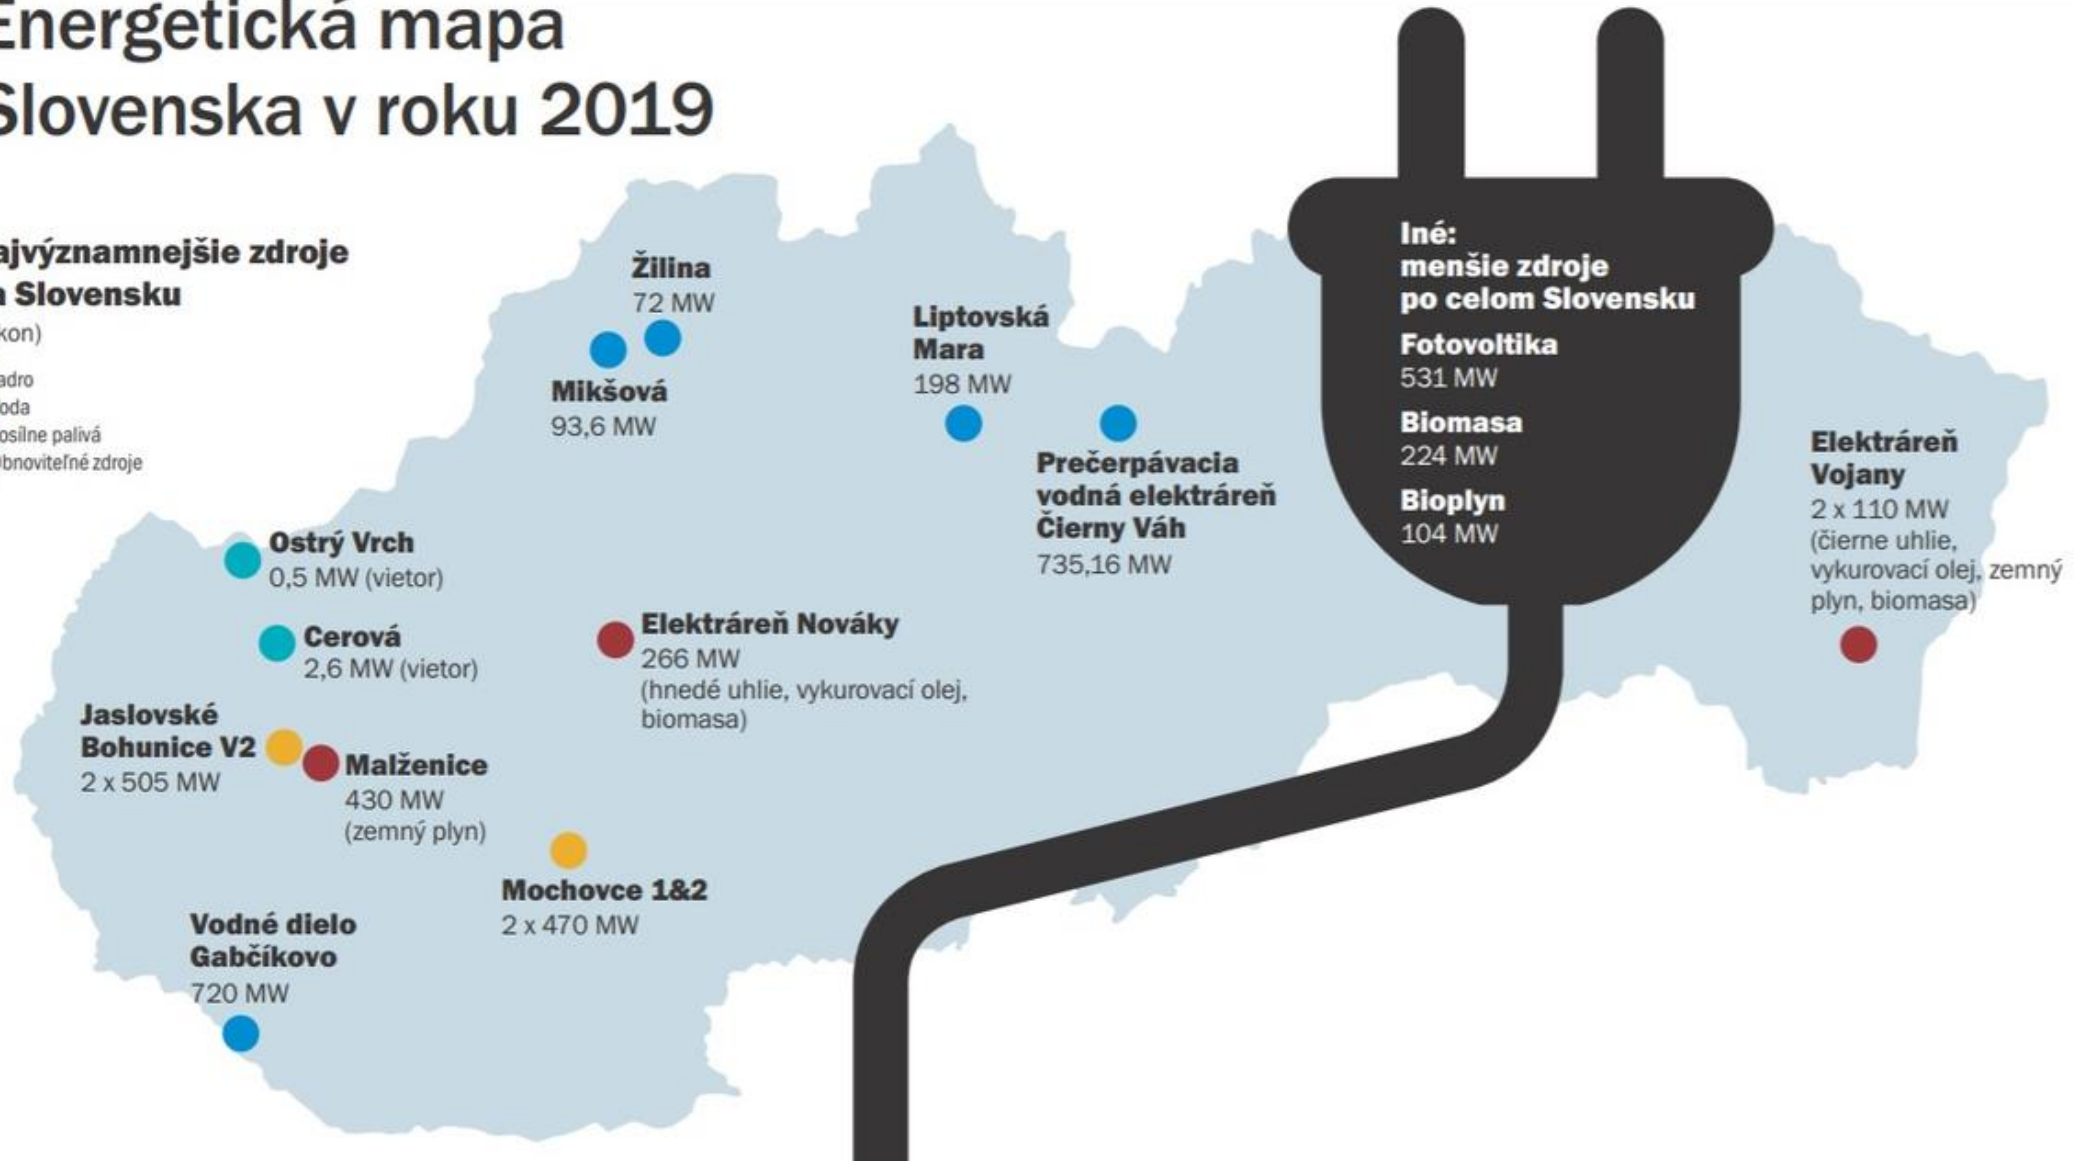 Energetická mapa
Slovenska v roku 2019
ajvýznamnejšie zdroje
a Slovensku
kon)
adro
oda
osílne palivá
bnoviteľné zdroje
Žilina
72 MW
Mikšová
93,6 MW
Liptovská
Mara
198 MW
Prečerpávacia
vodná elektráreň
Čierny Váh
735,16 MW
Iné:
menšie zdroje
po celom Slovensku
Fotovoltika
531 MW
Biomasa
224 MW
Bioplyn
104 MW
Elektráreň
Vojany
2 x 110 MW
(čierne uhlie,
vykurovací olej, zemný
plyn, biomasa)
Ostrý Vrch
0,5 MW (vietor)
Cerová
2,6 MW (vietor)
Elektráreň Nováky
266 MW
(hnedé uhlie, vykurovací olej,
biomasa)
Jaslovské
Bohunice V2
2 x 505 MW
Malženice
430 MW
(zemný plyn)
Mochovce 1&2
2 x 470 MW
Vodné dielo
Gabčíkovo
720 MW